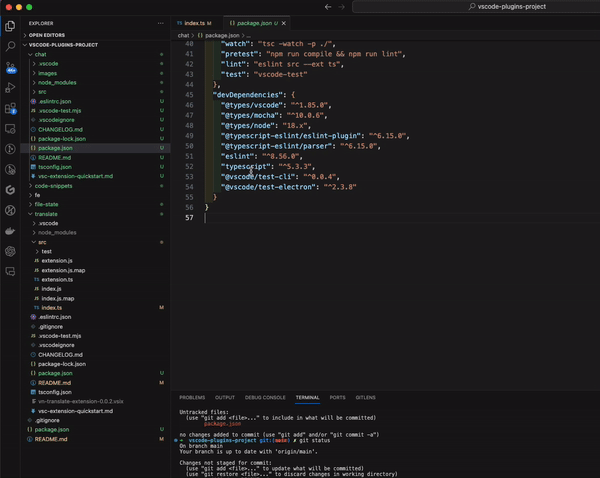 vscode-plugins-project
EXPLORER
index.ts M
package.json U
OPEN EDITORS
VSCODE-PLUGINS-PROJECT
chat
chat > package.json > ...
.vscode
images
node_modules
src
.eslintrc.json U
.vscode-test.mjs U
.vscodeignore U
CHANGELOG.md U
package-lock.json U
package.json U
README.md U
tsconfig.json U
vsc-extension-quickstart.md U
code-snippets
fe
file-state
translate
.vscode
node_modules
src
test
extension.js
extension.js.map
extension.ts
index.js
index.js.map
index.ts M
.eslintrc.json
.gitignore
.vscode-test.mjs
.vscodeignore
CHANGELOG.md
package-lock.json
package.json U
README.md M
tsconfig.json
vn-translate-extension-0.0.2.vsix
vsc-extension-quickstart.md
.gitignore
package.json U
README.md M
40 "watch": "tsc -watch -p ./",
41 "pretest": "npm run compile && npm run lint",
42 "lint": "eslint src --ext ts",
43 "test": "vscode-test"
44 },
45 "devDependencies": {
46 "@types/vscode": "^1.85.0",
47 "@types/mocha": "^10.0.6",
48 "@types/node": "18.x",
49 "@typescript-eslint/eslint-plugin": "^6.15.0",
50 "@typescript-eslint/parser": "^6.15.0",
51 "eslint": "^8.56.0",
52 "typescript": "^5.3.3",
53 "@vscode/test-cli": "^0.0.4",
54 "@vscode/test-electron": "^2.3.8"
55 }
56 }
57
PROBLEMS OUTPUT DEBUG CONSOLE TERMINAL PORTS GITLENS
Untracked files:
(use "git add <file>..." to include in what will be committed)
package.json
no changes added to commit (use "git add" and/or "git commit -a")
vscode-plugins-project git:(main) ✗ git status
On branch main
Your branch is up to date with 'origin/main'.
Changes not staged for commit:
(use "git add <file>..." to update what will be committed)
(use "git restore <file>..." to discard changes in working directory)